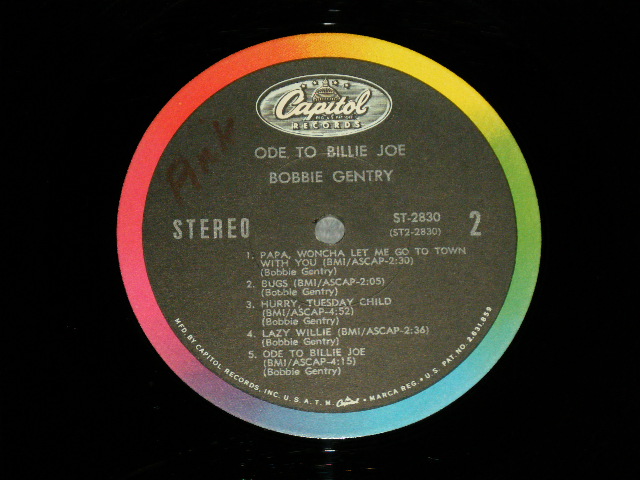 Capitol
RECORDS
ODE TO BILLIE JOE
BOBBIE GENTRY
Pink
STEREO
ST-2830
(ST2-2830)
2
1. PAPA, WONCHA LET ME GO TO TOWN
WITH YOU (BMI/ASCAP-2:30)
(Bobbie Gentry)
2. BUGS (BMI/ASCAP-2:05)
(Bobbie Gentry)
3. HURRY, TUESDAY CHILD
(BMI/ASCAP-4:52)
(Bobbie Gentry)
4. LAZY WILLIE (BMI/ASCAP-2:36)
(Bobbie Gentry)
5. ODE TO BILLIE JOE
(BMI/ASCAP-4:15)
(Bobbie Gentry)
MFD. BY CAPITOL RECORDS, INC. U.S.A. T.M. Capitol • MARCA REG. • U.S. PAT. NO. 2,631,859